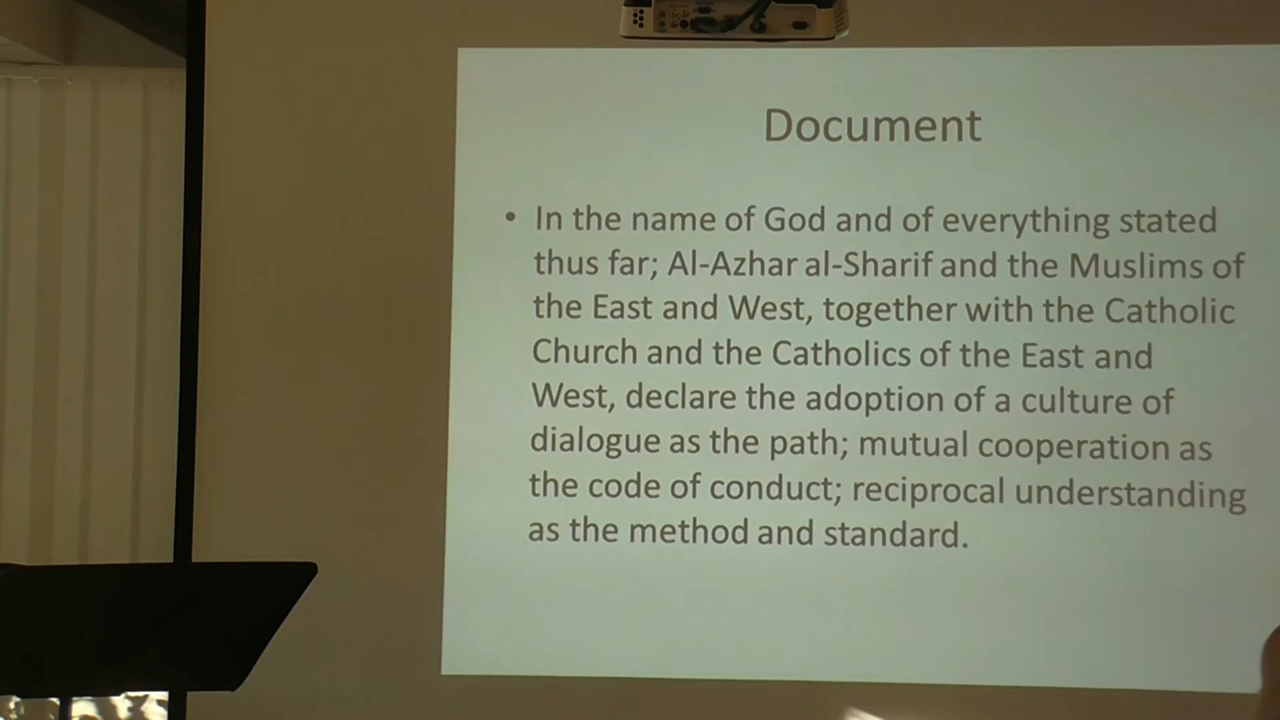 Document
• In the name of God and of everything stated
thus far; Al-Azhar al-Sharif and the Muslims of
the East and West, together with the Catholic
Church and the Catholics of the East and
West, declare the adoption of a culture of
dialogue as the path; mutual cooperation as
the code of conduct; reciprocal understanding
as the method and standard.